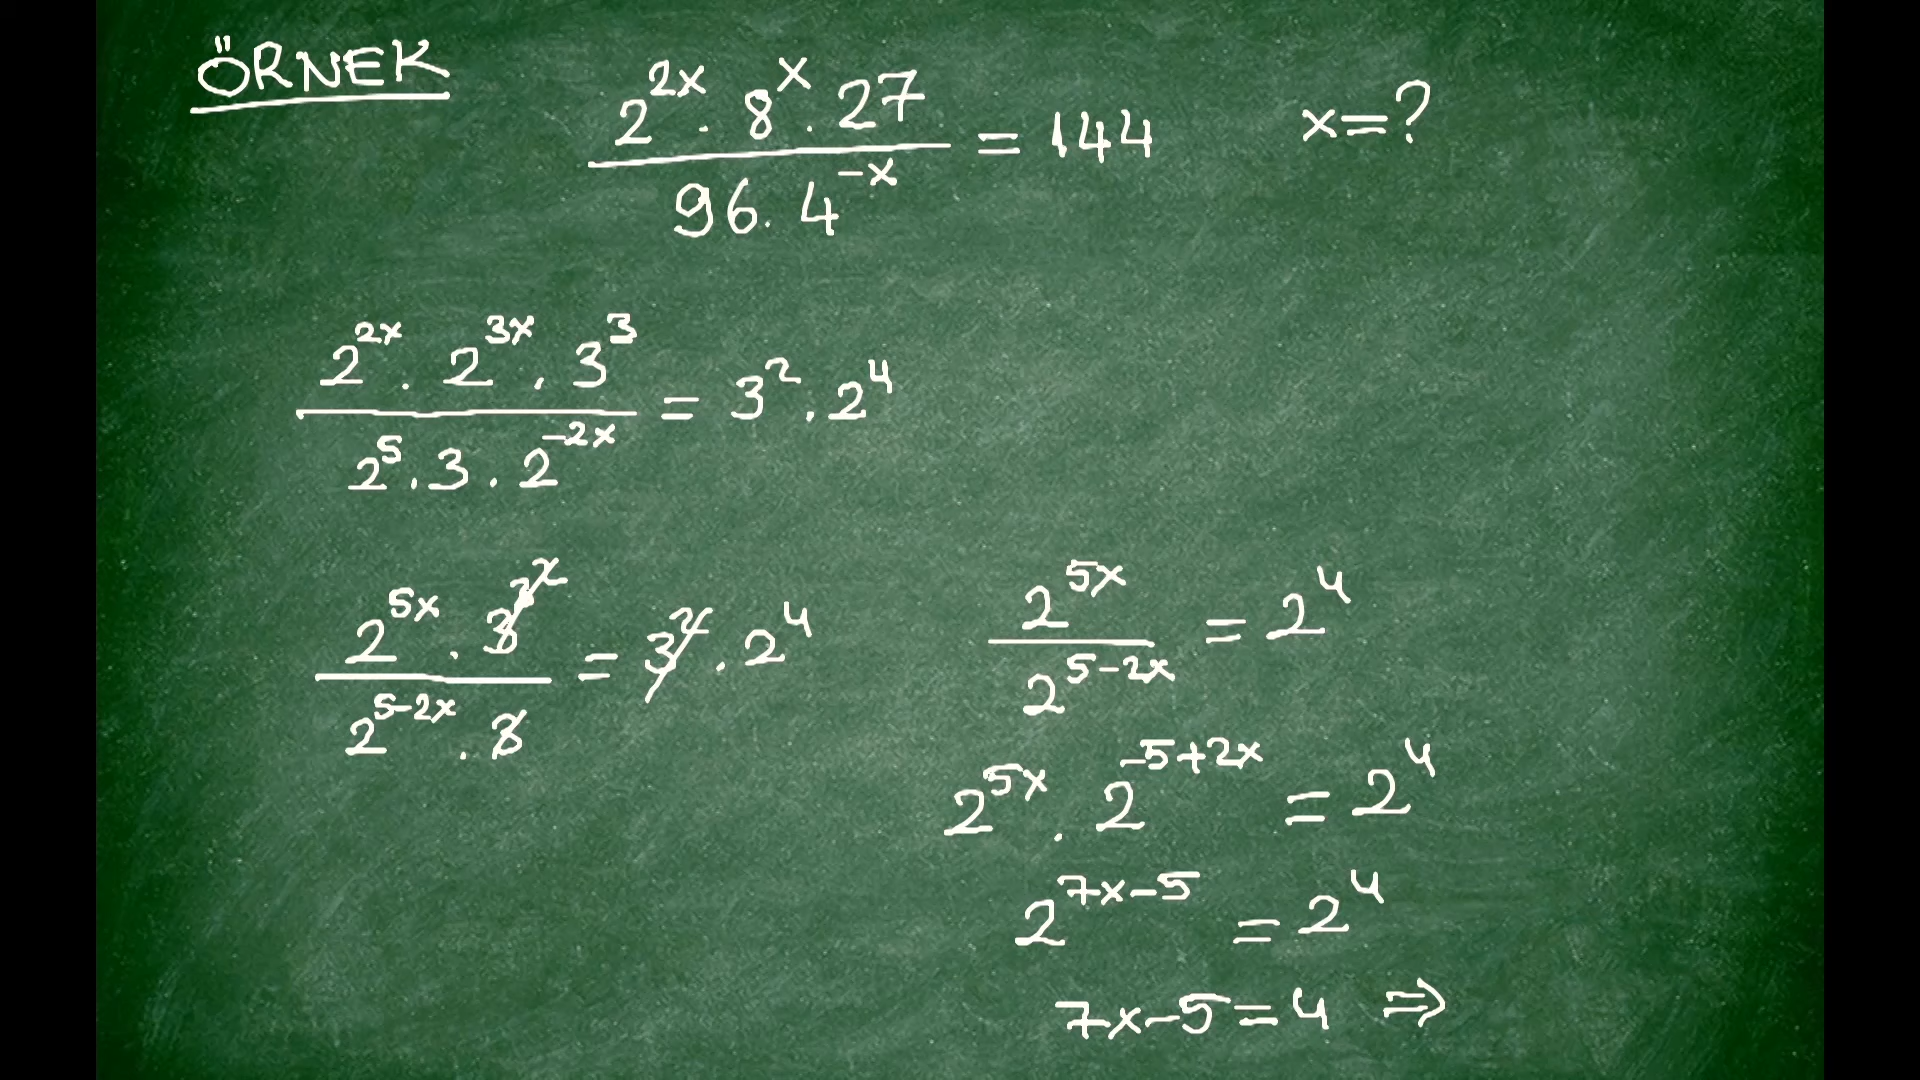 ÖRNEK
2^{2x} . 8^x . 27 / 96 . 4^{-x} = 144 x = ?
2^{2x} . 2^{3x} . 3^3 / 2^5 . 3 . 2^{-2x} = 3^2 . 2^4
2^{5x} . 3^{3 2} / 2^{5-2x} . 3 = 3^2 . 2^4
2^{5x} / 2^{5-2x} = 2^4
2^{5x} . 2^{-5+2x} = 2^4
2^{7x-5} = 2^4
7x-5 = 4 ⇒